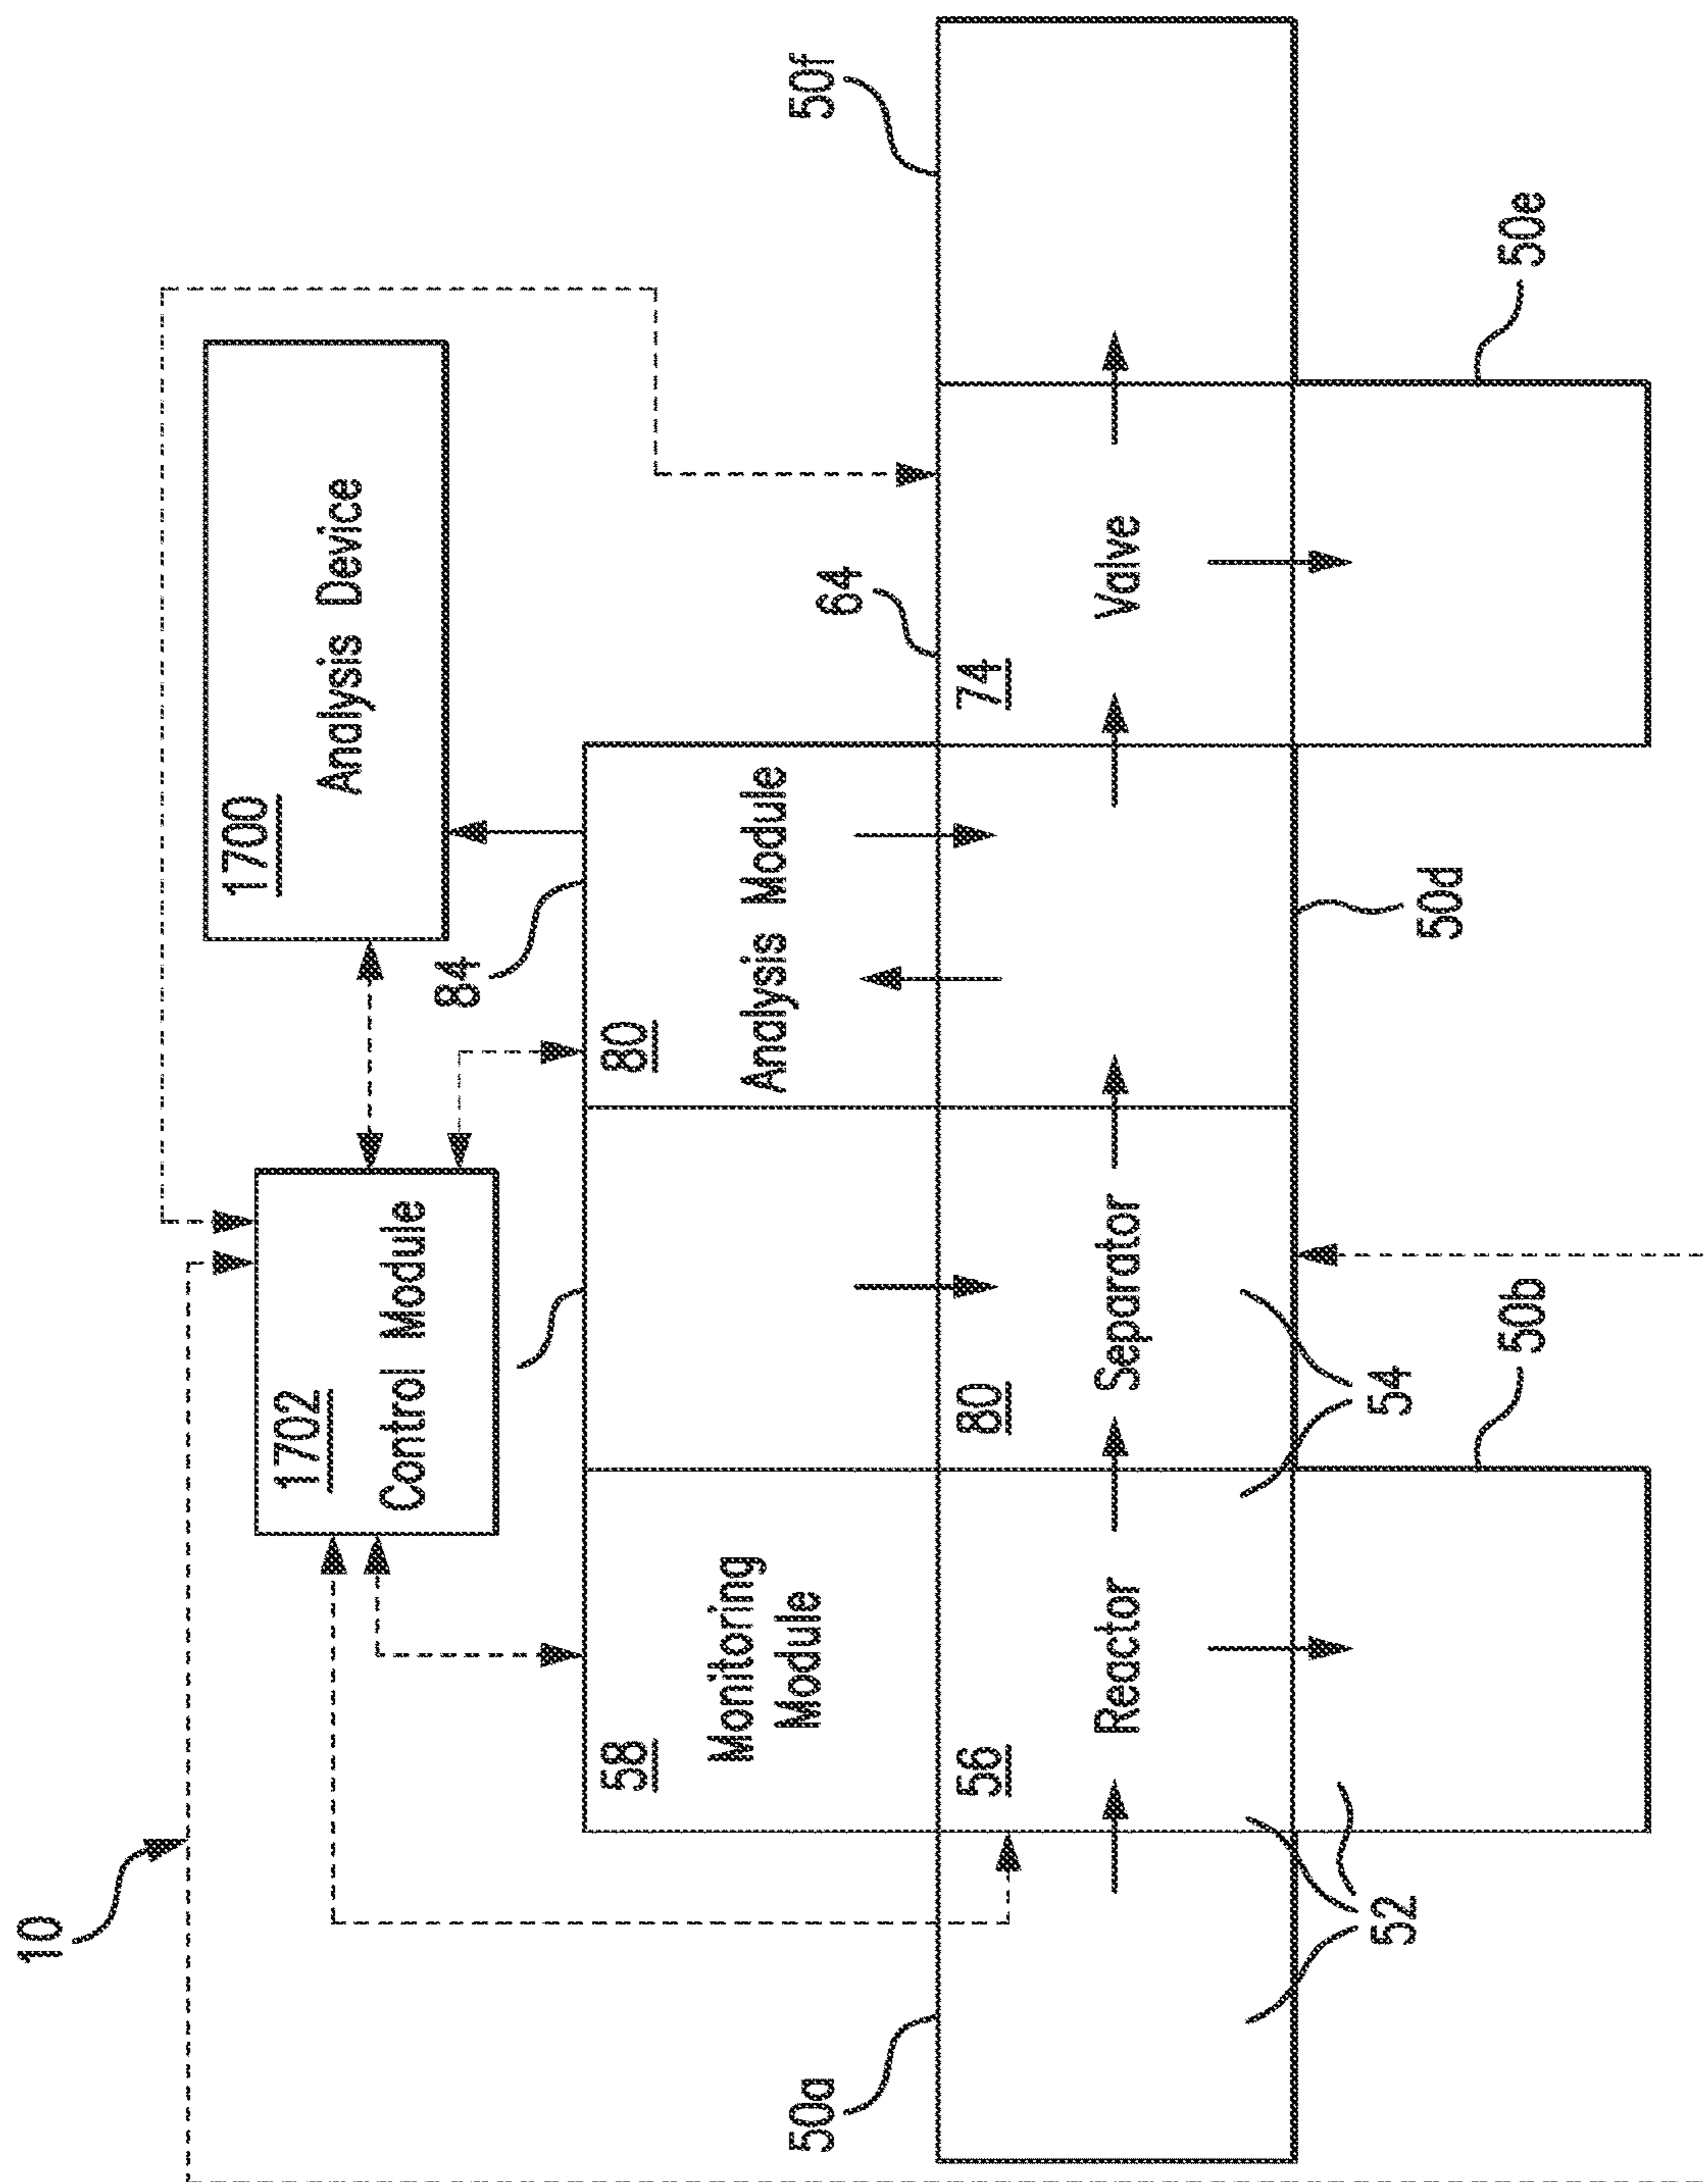 10
1700
Analysis Device
1702
Control Module
84
58
Monitoring
Module
80
Analysis Module
50a
64
50f
56
Reactor
80
Separator
74
Valve
52
54
50d
50b
50e